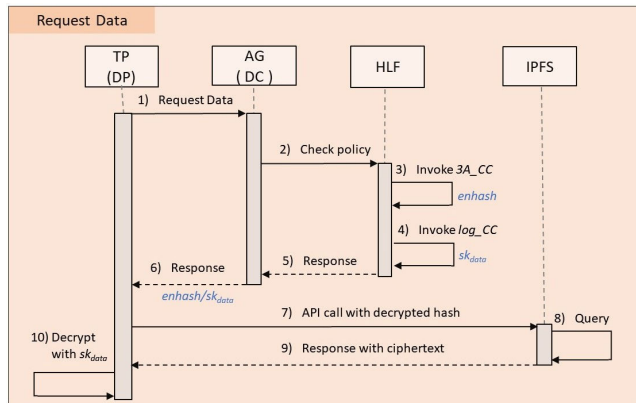 Request Data
TP
(DP)
AG
( DC )
HLF
IPFS
1) Request Data
2) Check policy
3) Invoke 3A_CC
enhash
4) Invoke log_CC
sk_data
5) Response
6) Response
enhash/sk_data
7) API call with decrypted hash
8) Query
9) Response with ciphertext
10) Decrypt
with sk_data